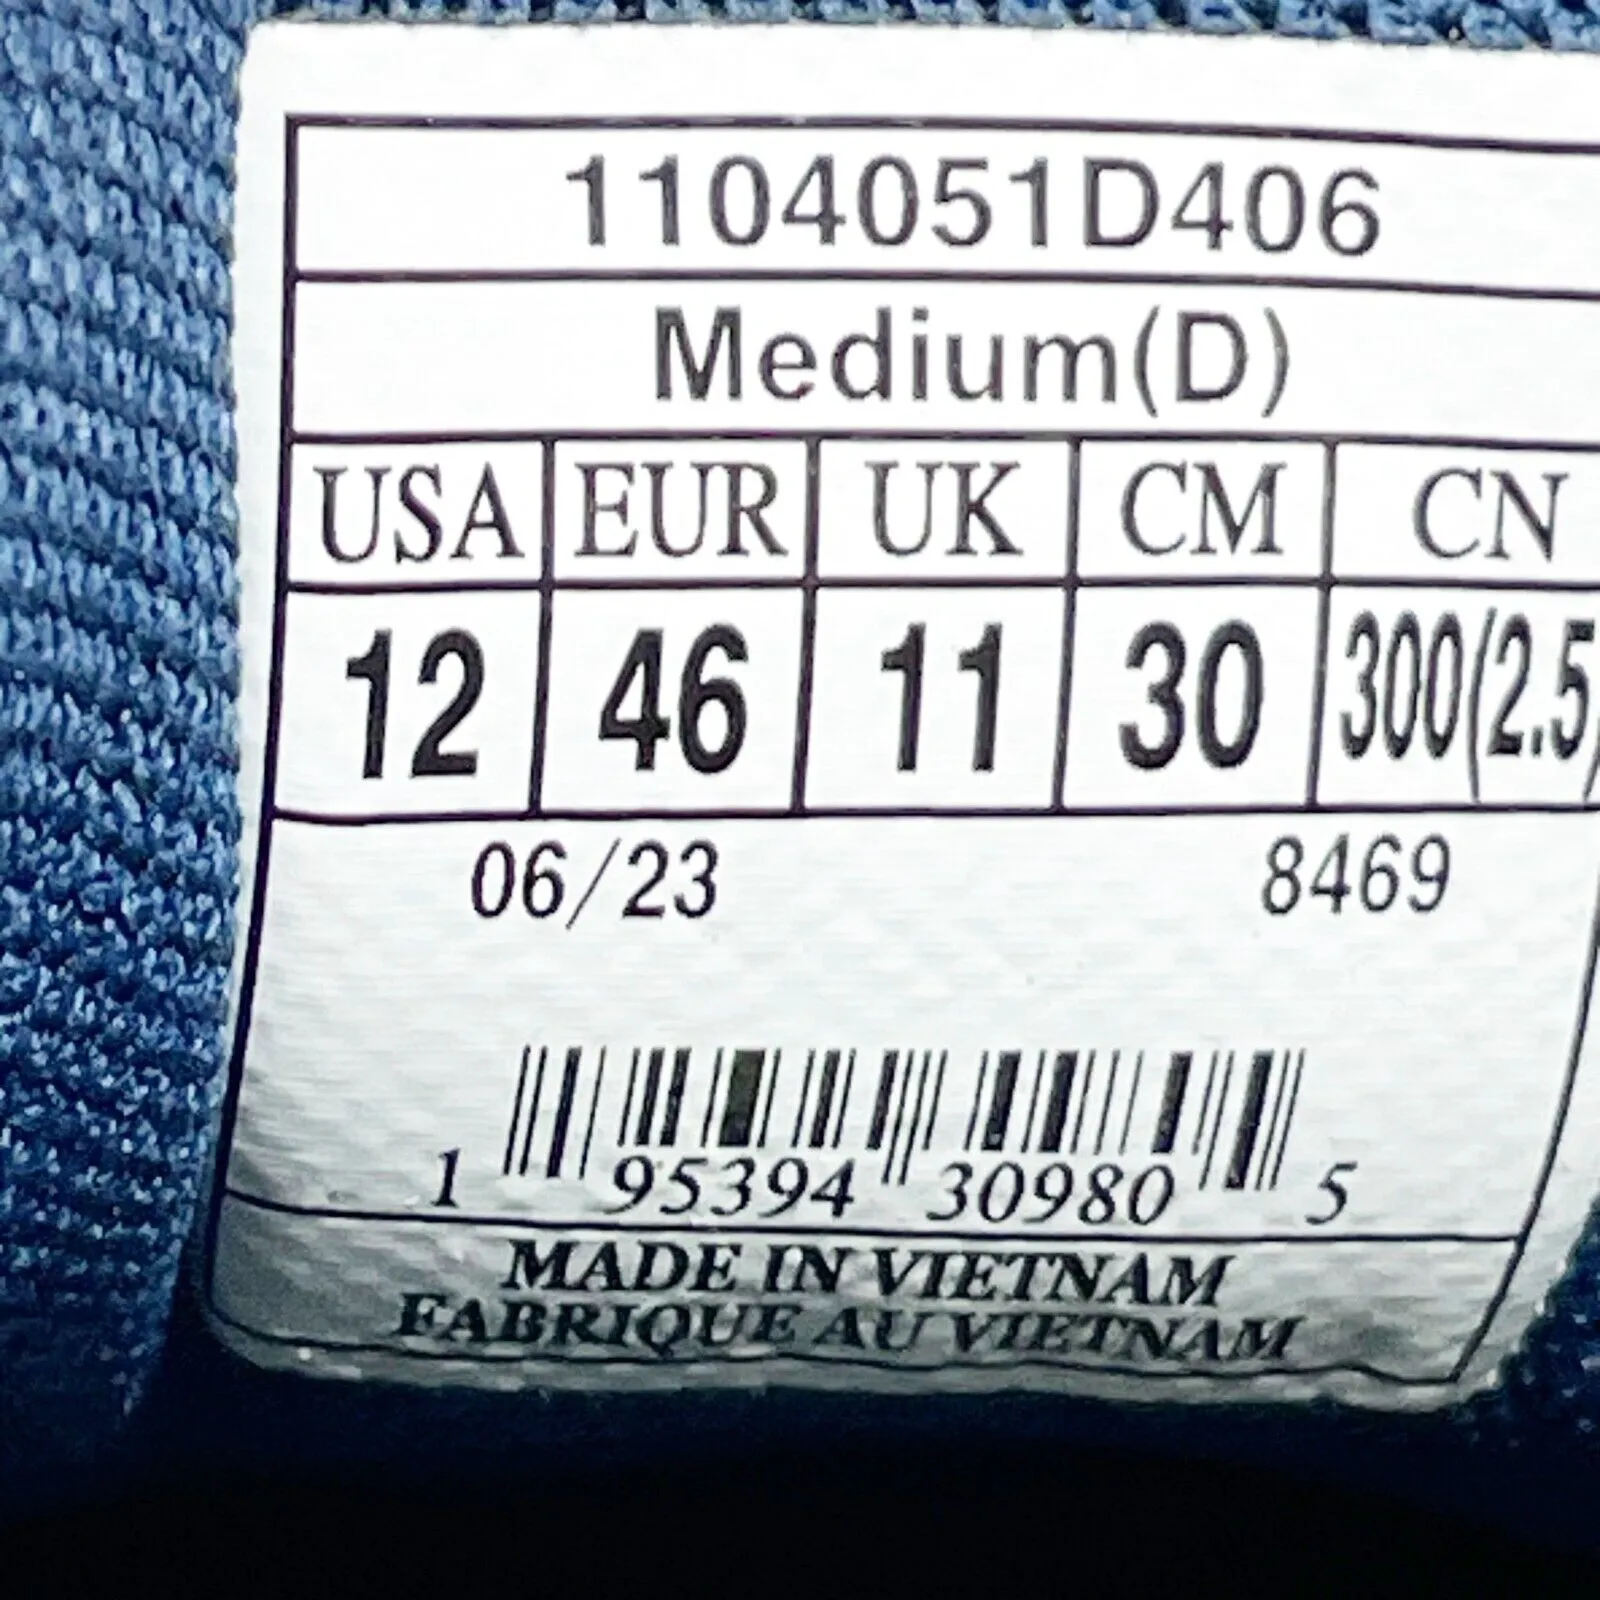 1104051D406
Medium(D)
USA EUR UK CM CN
12 46 11 30 300(2.5)
06/23 8469
1 95394 30980 5
MADE IN VIETNAM
FABRIQUE AU VIETNAM